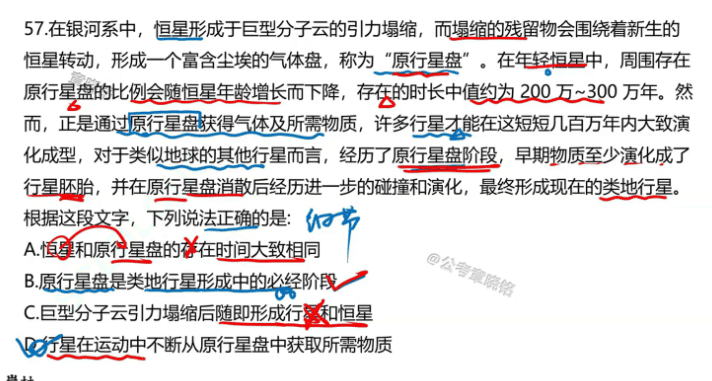 57.在银河系中，恒星形成于巨型分子云的引力塌缩，而塌缩的残留物会围绕着新生的
恒星转动，形成一个富含尘埃的气体盘，称为“原行星盘”。在年轻恒星中，周围存在
原行星盘的比例会随恒星年龄增长而下降，存在的时长中值约为 200 万~300 万年。然
而，正是通过原行星盘获得气体及所需物质，许多行星才能在这短短几百万年内大致演
化成型，对于类似地球的其他行星而言，经历了原行星盘阶段，早期物质至少演化成了
行星胚胎，并在原行星盘消散后经历进一步的碰撞和演化，最终形成现在的类地行星。
根据这段文字，下列说法正确的是：细节
A.恒星和原行星盘的存在时间大致相同
B.原行星盘是类地行星形成中的必经阶段
C.巨型分子云引力塌缩后随即形成行星和恒星
D.行星在运动中不断从原行星盘中获取所需物质
@公考章晓铭